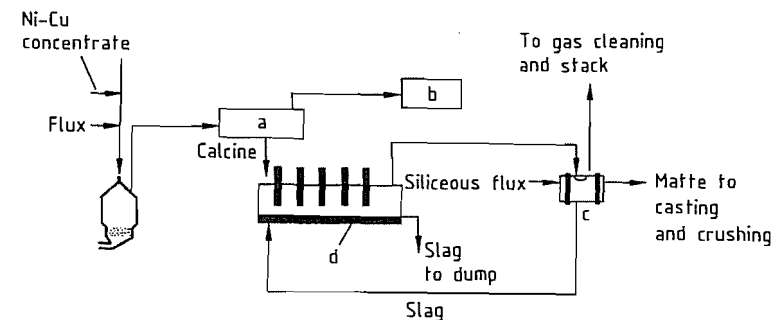 Ni–Cu
concentrate
Flux
a
b
Calcine
To gas cleaning
and stack
Siliceous flux
c
Matte to
casting
and crushing
d
Slag
to dump
Slag